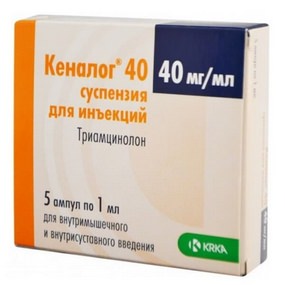 Кеналог® 40
40 мг/мл
суспензия
для инъекций
Триамцинолон
5 ампул по 1 мл
для внутримышечного
и внутрисуставного введения
KRKA